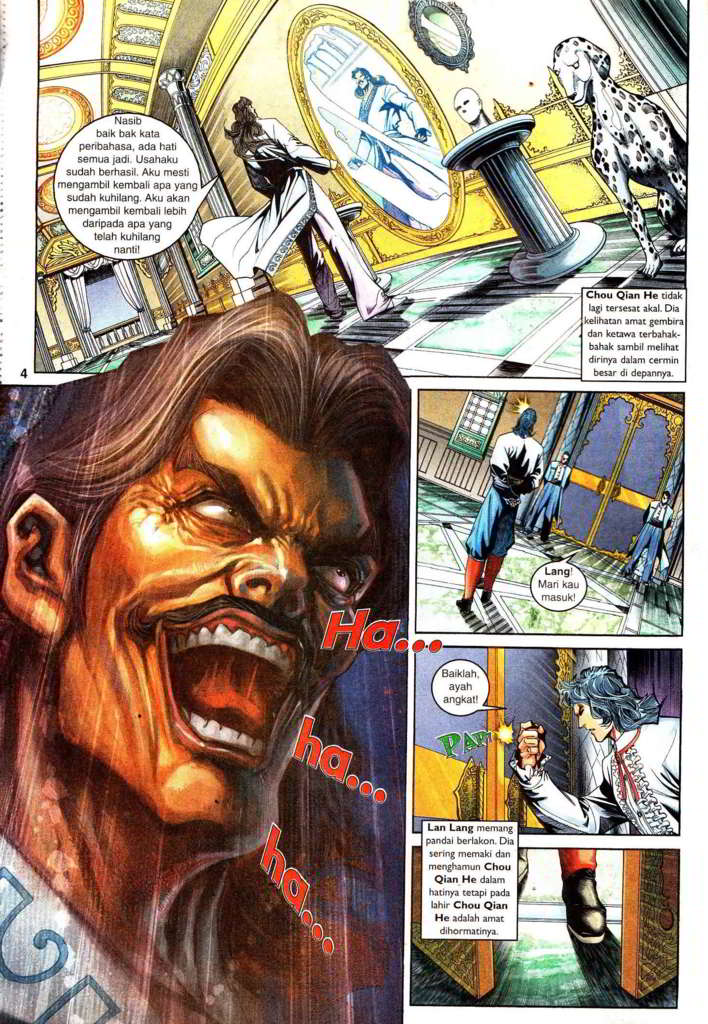 Nasib
baik bak kata
peribahasa, ada hati
semua jadi. Usahaku
sudah berhasil. Aku mesti
mengambil kembali apa yang
sudah kuhilang. Aku akan
mengambil kembali lebih
daripada apa yang
telah kuhilang
nanti!
Chou Qian He tidak
lagi tersesat akal. Dia
kelihatan amat gembira
dan ketawa terbahak-
bahak sambil melihat
dirinya dalam cermin
besar di depannya.
4
Ha...
ha...
ha...
Lang!
Mari kau
masuk!
Baiklah,
ayah
angkat!
PAP!
Lan Lang memang
pandai berlakon. Dia
sering memaki dan
menghamun Chou
Qian He dalam
hatinya tetapi pada
lahir Chou Qian
He adalah amat
dihormatinya.